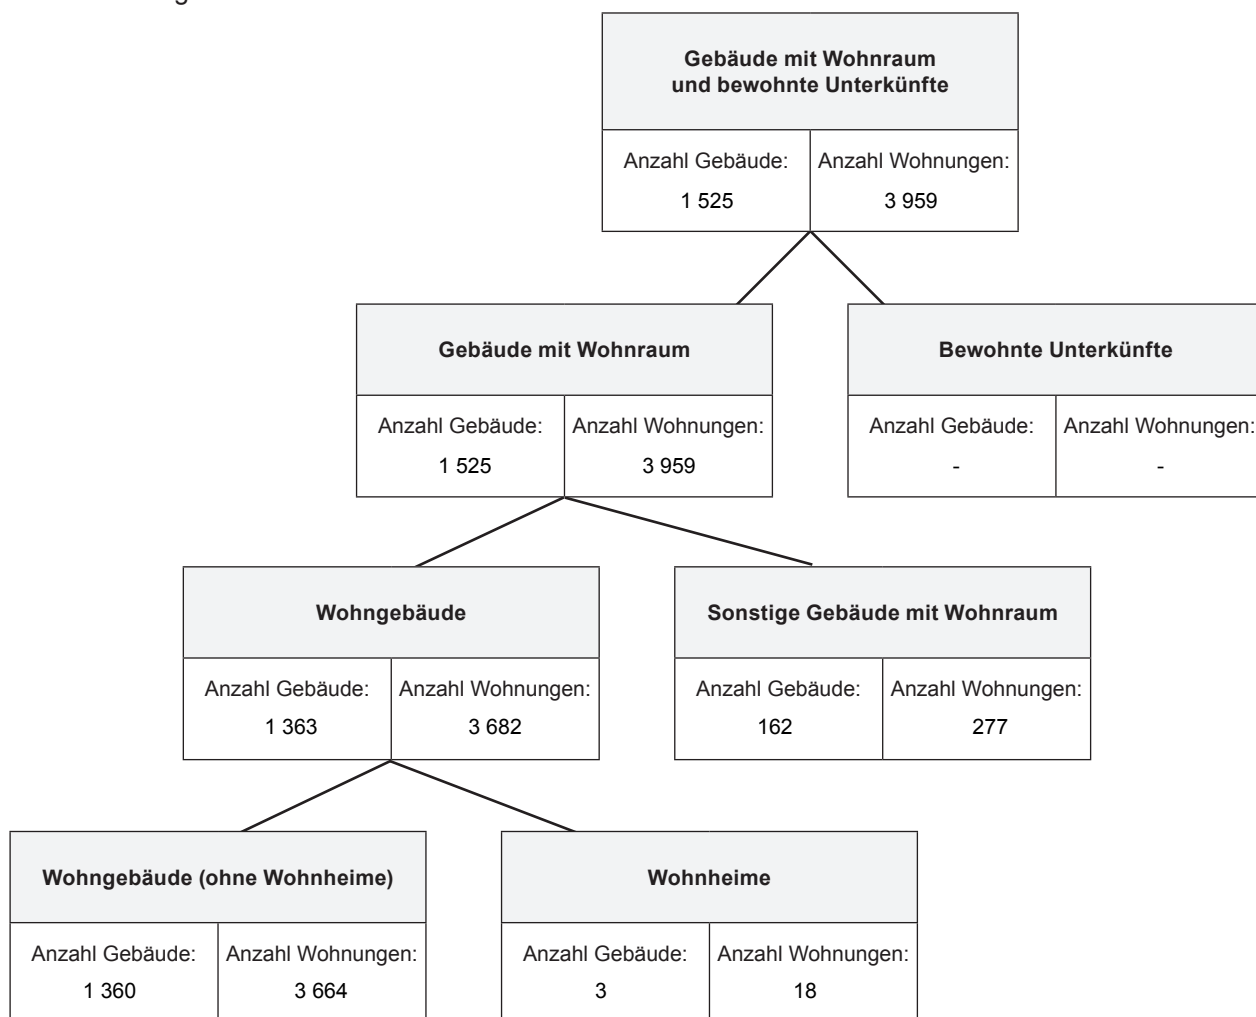 Gebäude mit Wohnraum
und bewohnte Unterkünfte
Anzahl Gebäude: Anzahl Wohnungen:
1 525 3 959
Gebäude mit Wohnraum Bewohnte Unterkünfte
Anzahl Gebäude: Anzahl Wohnungen: Anzahl Gebäude: Anzahl Wohnungen:
1 525 3 959 - -
Wohngebäude Sonstige Gebäude mit Wohnraum
Anzahl Gebäude: Anzahl Wohnungen: Anzahl Gebäude: Anzahl Wohnungen:
1 363 3 682 162 277
Wohngebäude (ohne Wohnheime) Wohnheime
Anzahl Gebäude: Anzahl Wohnungen: Anzahl Gebäude: Anzahl Wohnungen:
1 360 3 664 3 18